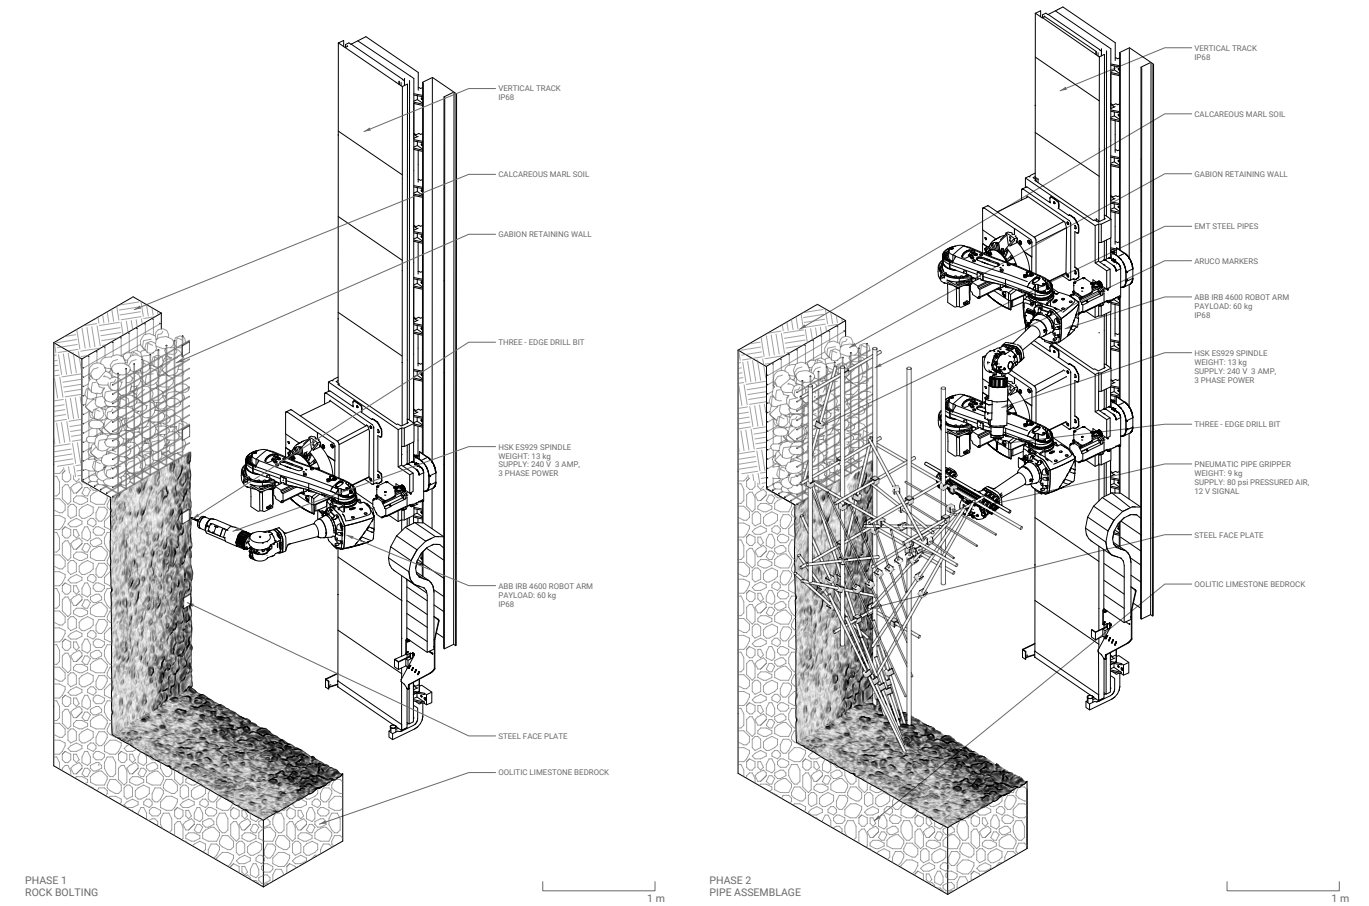 VERTICAL TRACK
IP68
CALCAREOUS MARL SOIL
GABION RETAINING WALL
THREE - EDGE DRILL BIT
HSK ES929 SPINDLE
WEIGHT: 13 kg
SUPPLY: 240 V  3 AMP,
3 PHASE POWER
ABB IRB 4600 ROBOT ARM
PAYLOAD: 60 kg
IP68
STEEL FACE PLATE
OOLITIC LIMESTONE BEDROCK
PHASE 1
ROCK BOLTING
1 m
VERTICAL TRACK
IP68
CALCAREOUS MARL SOIL
GABION RETAINING WALL
EMT STEEL PIPES
ARUCO MARKERS
ABB IRB 4600 ROBOT ARM
PAYLOAD: 60 kg
IP68
HSK ES929 SPINDLE
WEIGHT: 13 kg
SUPPLY: 240 V  3 AMP,
3 PHASE POWER
THREE - EDGE DRILL BIT
PNEUMATIC PIPE GRIPPER
WEIGHT: 9 kg
SUPPLY: 80 psi PRESSURED AIR,
12 V SIGNAL
STEEL FACE PLATE
OOLITIC LIMESTONE BEDROCK
PHASE 2
PIPE ASSEMBLAGE
1 m